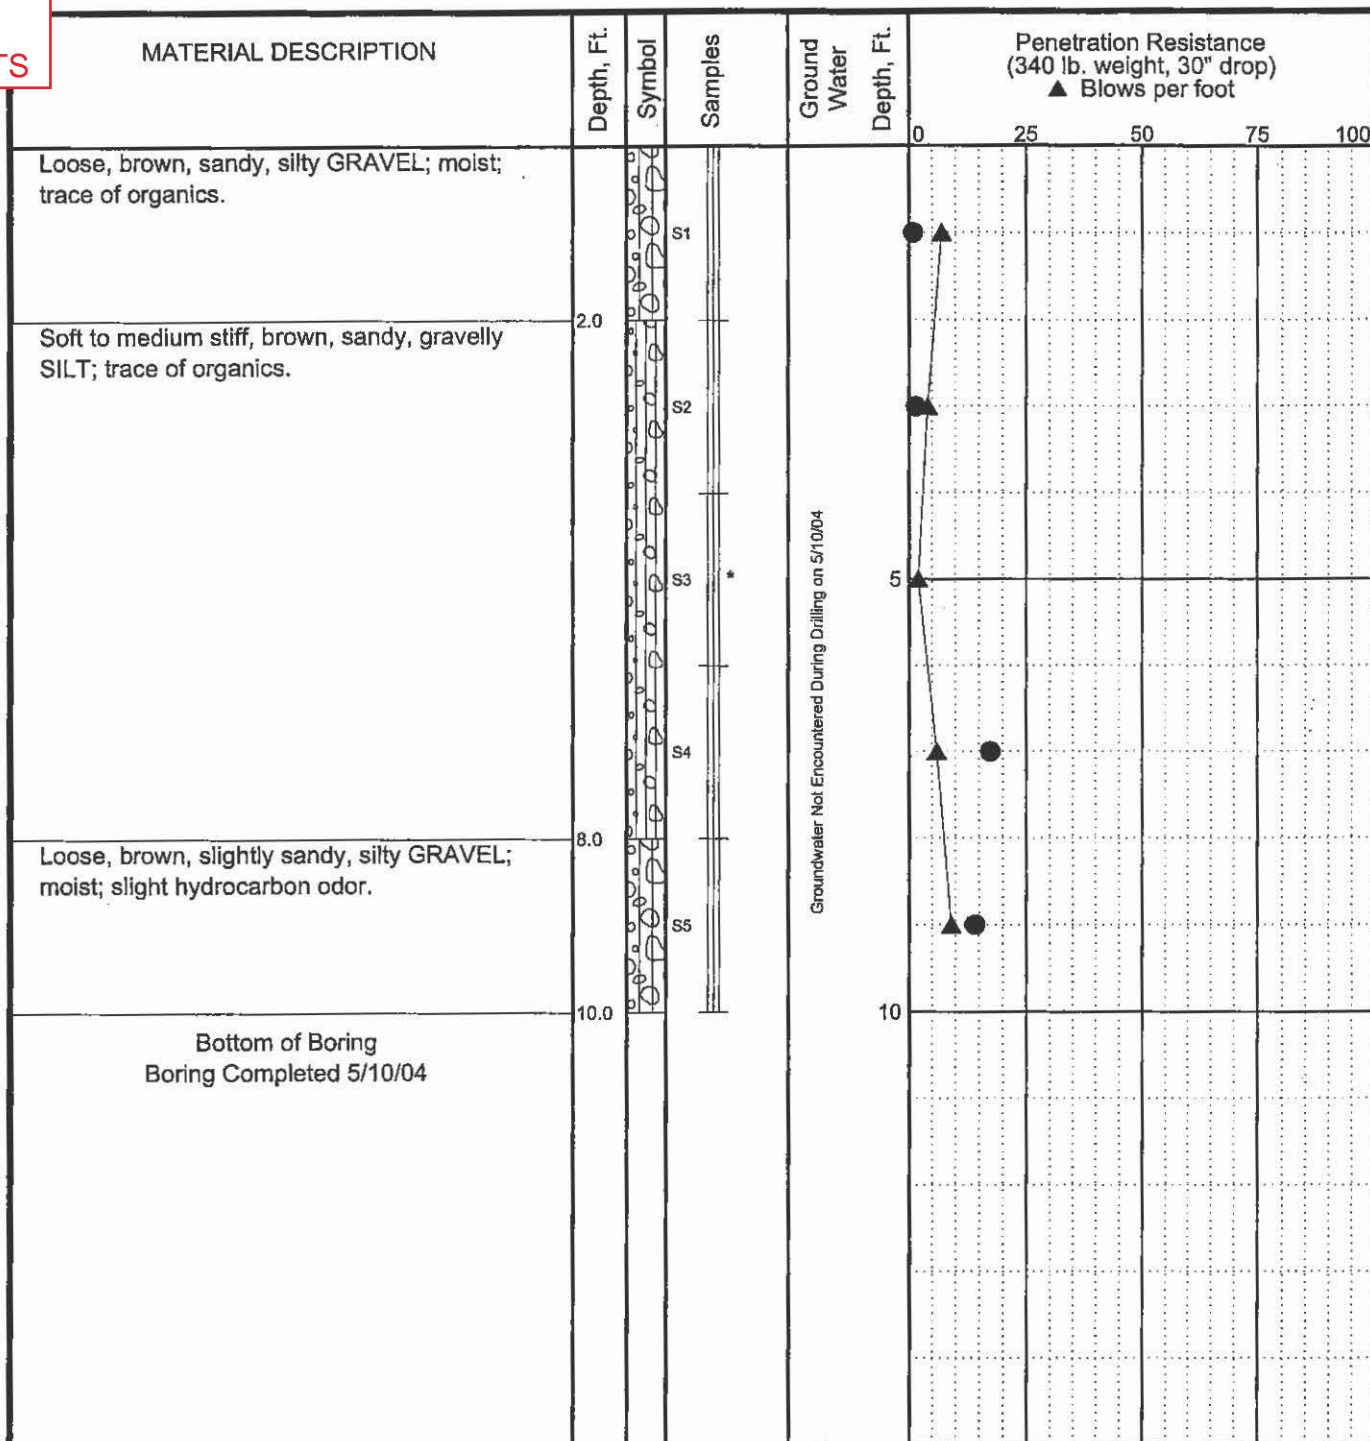 TS
MATERIAL DESCRIPTION
Depth, Ft.
Symbol
Samples
Ground
Water
Depth, Ft.
Penetration Resistance
(340 lb. weight, 30" drop)
▲ Blows per foot
0 25 50 75 100
Loose, brown, sandy, silty GRAVEL; moist;
trace of organics.
S1
2.0
Soft to medium stiff, brown, sandy, gravelly
SILT; trace of organics.
S2
S3 *
5
S4
Groundwater Not Encountered During Drilling on 5/10/04
8.0
Loose, brown, slightly sandy, silty GRAVEL;
moist; slight hydrocarbon odor.
S5
10.0
10
Bottom of Boring
Boring Completed 5/10/04